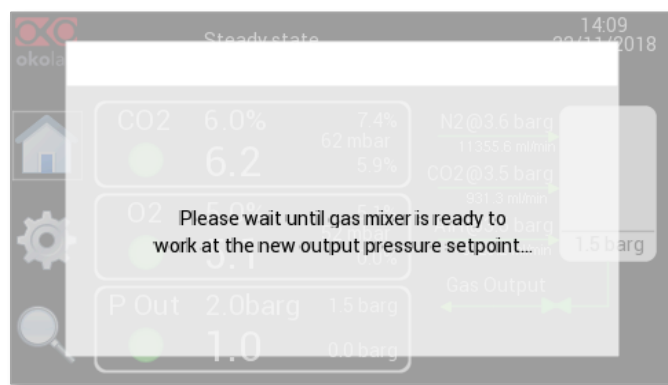 okola
Steady state
14:09
2018
CO2 6.0% 7.4%
62 mbar
6.2 5.9%
N2@3.6 barg
11355.6 ml/min
CO2@3.5 barg
931.3 ml/min
O2
Please wait until gas mixer is ready to
work at the new output pressure setpoint....
1.5 barg
Gas Output
P Out 2.0barg 1.5 barg
1.0 0.0 barg